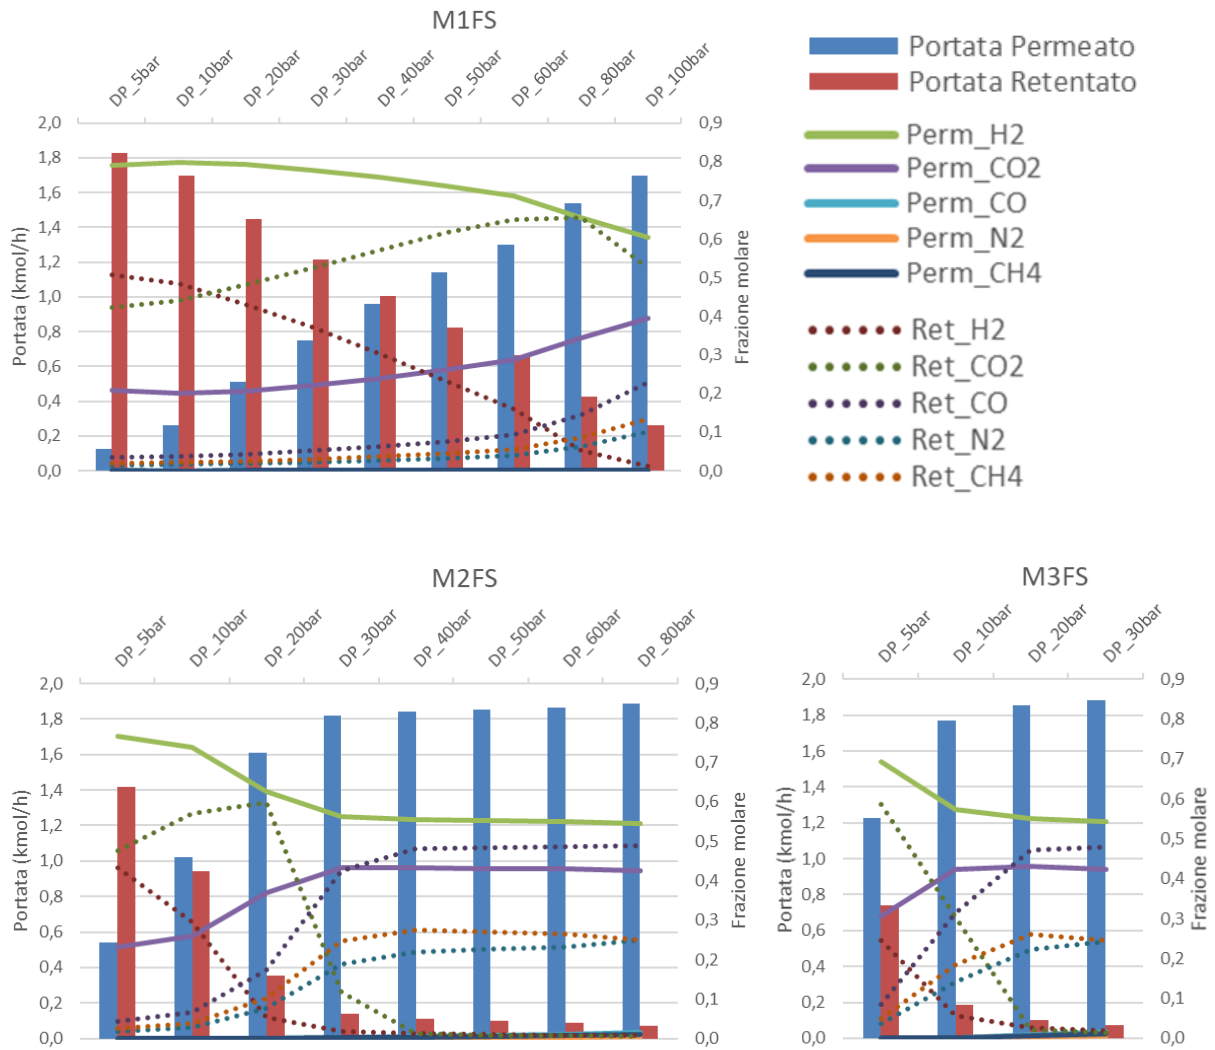 M1FS
DP_5bar
DP_10bar
DP_20bar
DP_30bar
DP_40bar
DP_50bar
DP_60bar
DP_80bar
DP_100bar
2,0
1,8
1,6
1,4
1,2
1,0
0,8
0,6
0,4
0,2
0,0
Portata (kmol/h)
0,9
0,8
0,7
0,6
0,5
0,4
0,3
0,2
0,1
0,0
Frazione molare
Portata Permeato
Portata Retentato
Perm_H2
Perm_CO2
Perm_CO
Perm_N2
Perm_CH4
Ret_H2
Ret_CO2
Ret_CO
Ret_N2
Ret_CH4
M2FS
DP_5bar
DP_10bar
DP_20bar
DP_30bar
DP_40bar
DP_50bar
DP_60bar
DP_80bar
2,0
1,8
1,6
1,4
1,2
1,0
0,8
0,6
0,4
0,2
0,0
Portata (kmol/h)
0,9
0,8
0,7
0,6
0,5
0,4
0,3
0,2
0,1
0,0
Frazione molare
M3FS
DP_5bar
DP_10bar
DP_20bar
DP_30bar
2,0
1,8
1,6
1,4
1,2
1,0
0,8
0,6
0,4
0,2
0,0
Portata (kmol/h)
0,9
0,8
0,7
0,6
0,5
0,4
0,3
0,2
0,1
0,0
Frazione molare